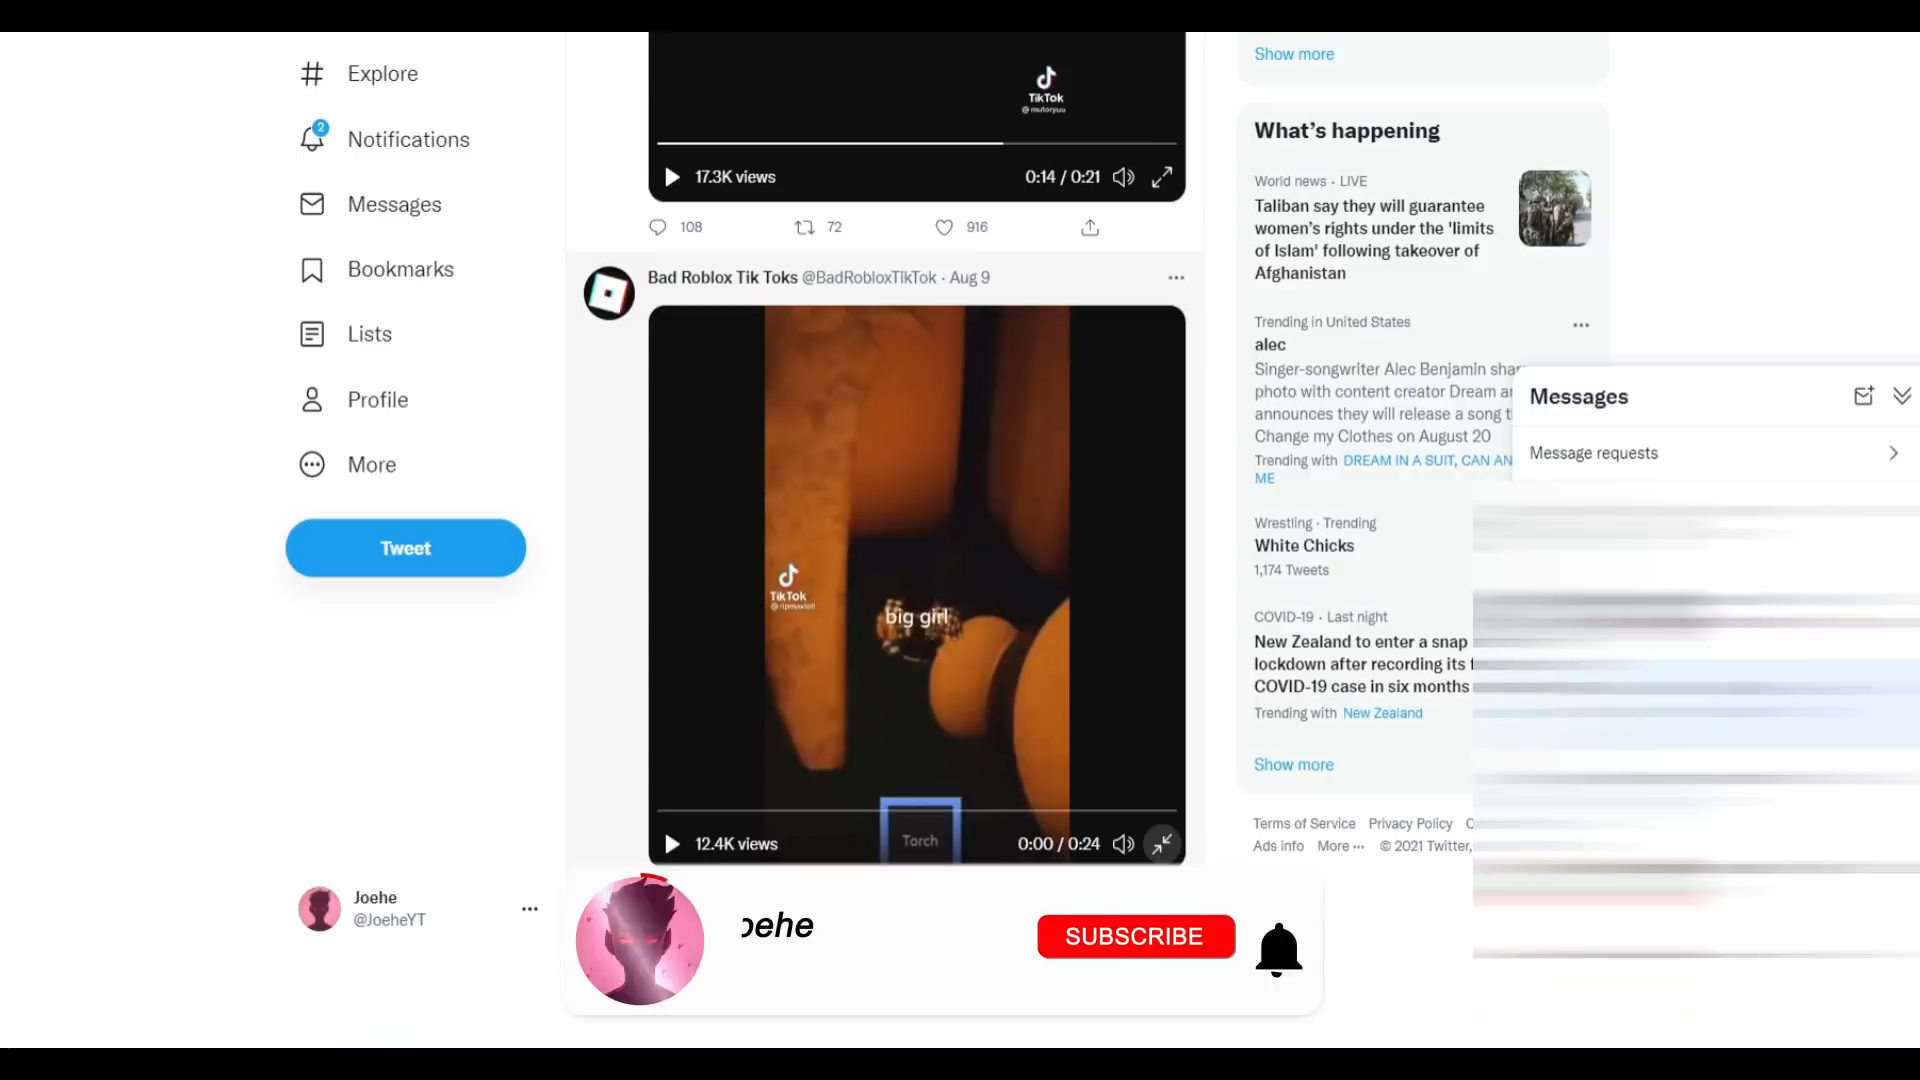 Explore
2
Notifications
Messages
Bookmarks
Lists
Profile
More
Tweet
Joehe
@JoeheYT
TikTok
@mutoryuu
17.3K views
0:14 / 0:21
108
72
916
Bad Roblox Tik Toks @BadRobloxTikTok · Aug 9
TikTok
big girl
Torch
12.4K views
0:00 / 0:24
oehe
SUBSCRIBE
Show more
What's happening
World news · LIVE
Taliban say they will guarantee
women's rights under the 'limits
of Islam' following takeover of
Afghanistan
Trending in United States
alec
Singer-songwriter Alec Benjamin shar
photo with content creator Dream a
announces they will release a song t
Change my Clothes on August 20
Trending with DREAM IN A SUIT, CAN AN
ME
Wrestling · Trending
White Chicks
1,174 Tweets
COVID-19 · Last night
New Zealand to enter a snap
lockdown after recording its f
COVID-19 case in six months
Trending with New Zealand
Show more
Terms of Service Privacy Policy C
Ads info More ··· © 2021 Twitter,
Messages
Message requests